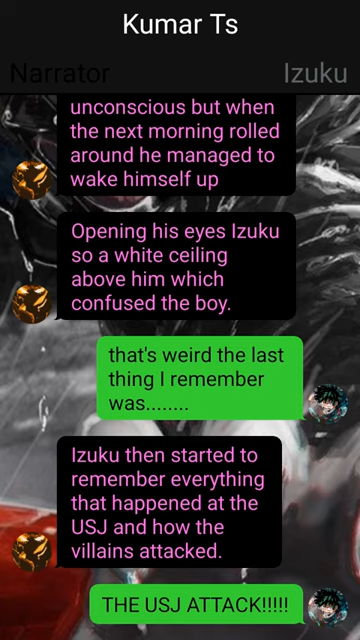 Kumar Ts
Narrator
Izuku
unconscious but when
the next morning rolled
around he managed to
wake himself up
Opening his eyes Izuku
so a white ceiling
above him which
confused the boy.
that's weird the last
thing I remember
was........
Izuku then started to
remember everything
that happened at the
USJ and how the
villains attacked.
THE USJ ATTACK!!!!!